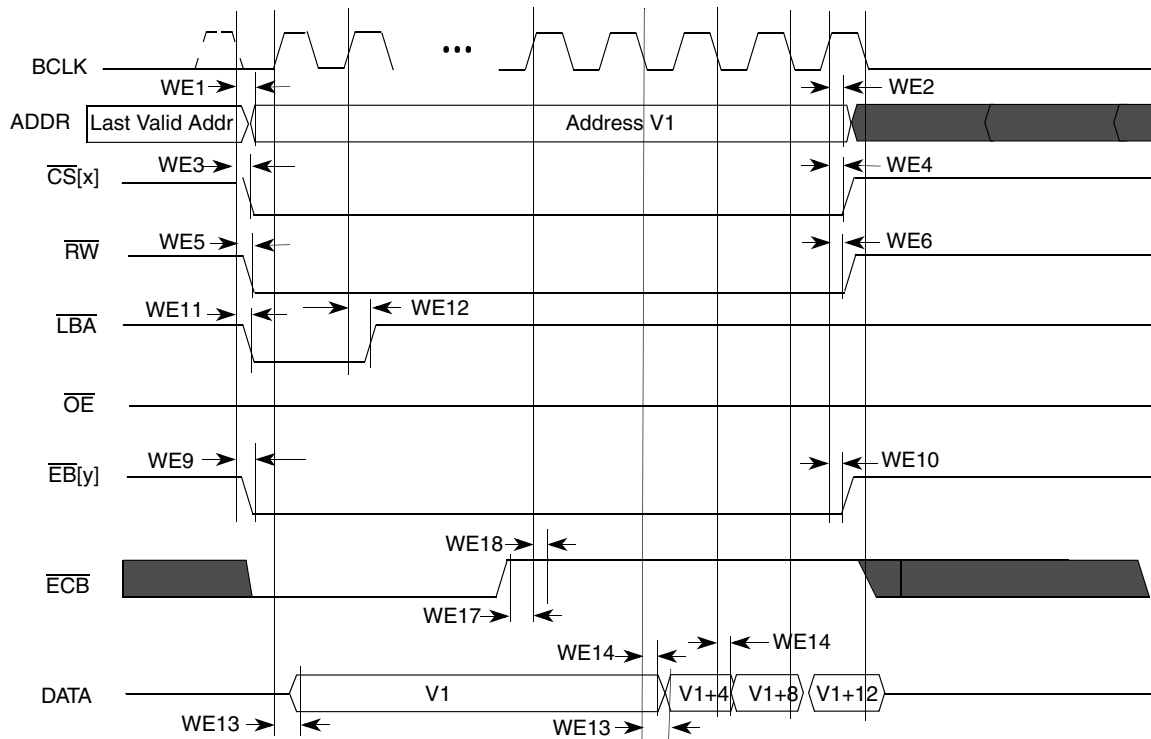 BCLK
•••
WE1
WE2
ADDR
Last Valid Addr
Address V1
WE3
WE4
CS[x]
WE5
WE6
RW
WE11
WE12
LBA
OE
WE9
WE10
EB[y]
WE18
ECB
WE17
WE14
WE14
DATA
V1
V1+4
V1+8
V1+12
WE13
WE13